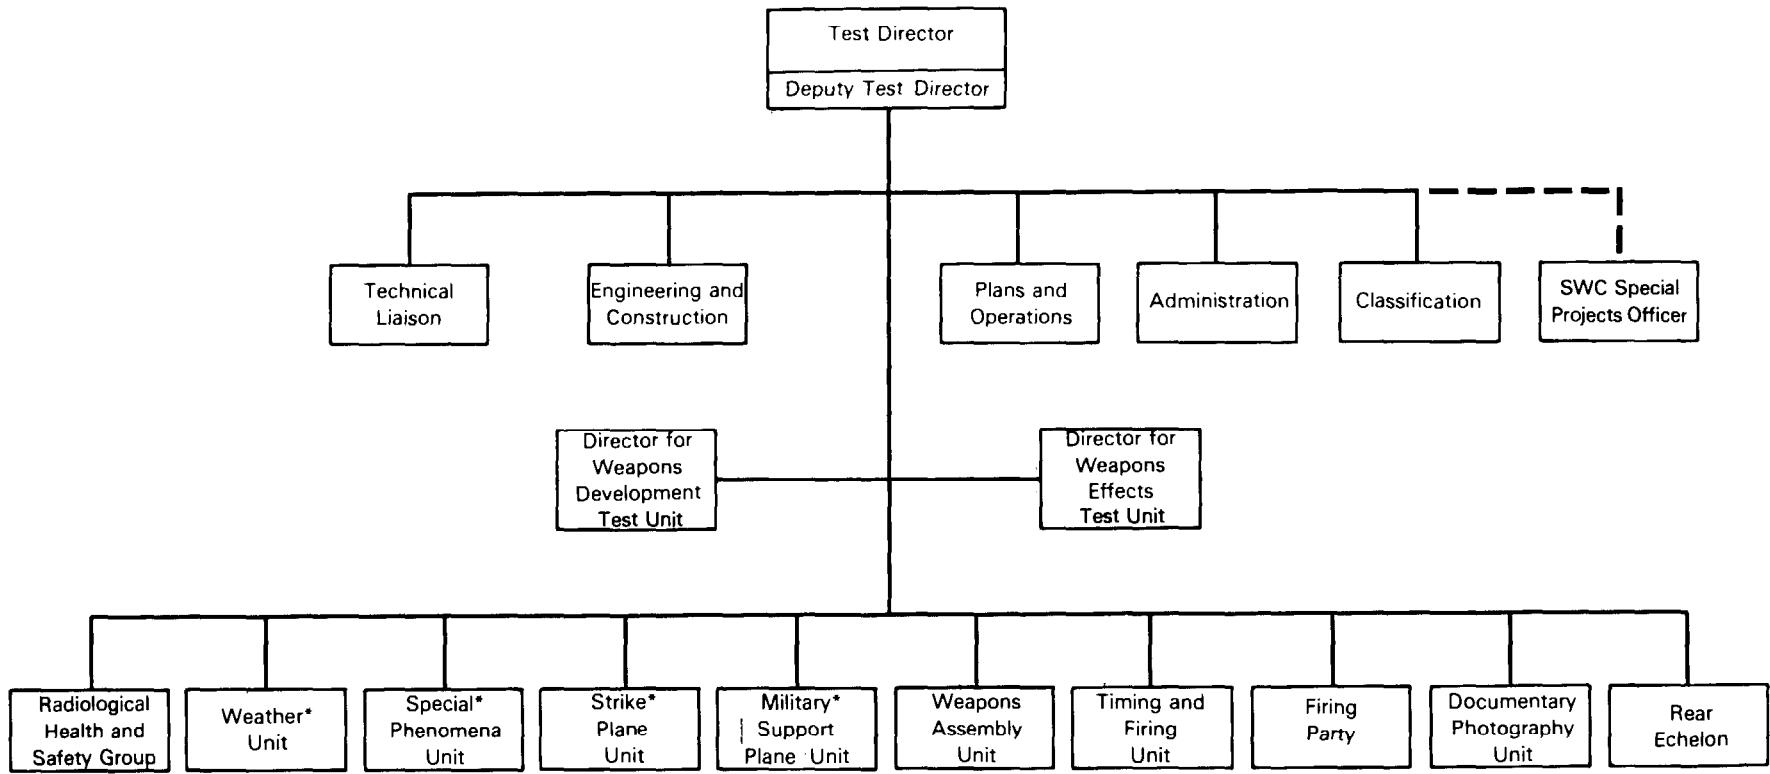 Test Director
Deputy Test Director
Technical
Liaison
Engineering and
Construction
Plans and
Operations
Administration
Classification
SWC Special
Projects Officer
Director for
Weapons
Development
Test Unit
Director for
Weapons
Effects
Test Unit
Radiological
Health and
Safety Group
Weather*
Unit
Special*
Phenomena
Unit
Strike*
Plane
Unit
Military*
Support
Plane Unit
Weapons
Assembly
Unit
Timing and
Firing
Unit
Firing
Party
Documentary
Photography
Unit
Rear
Echelon